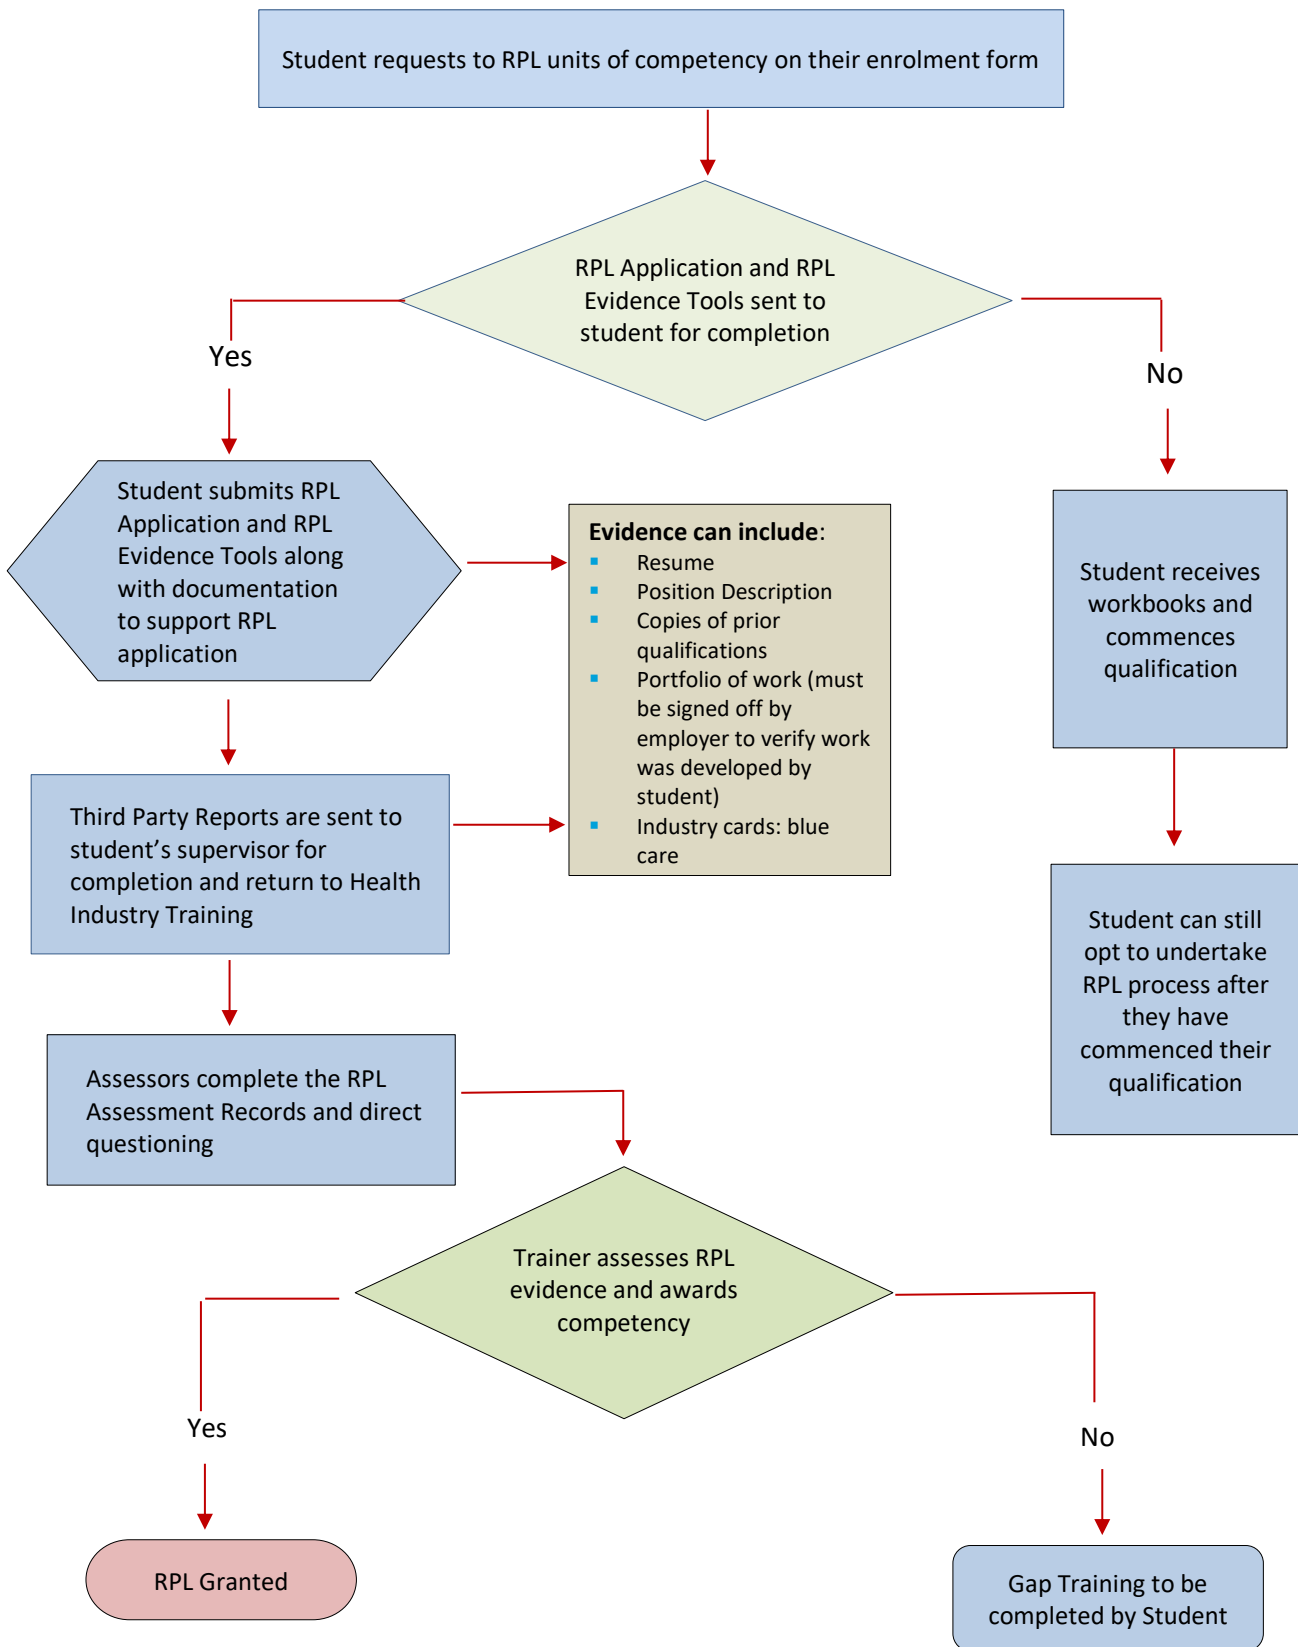 Student requests to RPL units of competency on their enrolment form
RPL Application and RPL
Evidence Tools sent to
student for completion
Yes
No
Student submits RPL
Application and RPL
Evidence Tools along
with documentation
to support RPL
application
Evidence can include:
▪ Resume
▪ Position Description
▪ Copies of prior
qualifications
▪ Portfolio of work (must
be signed off by
employer to verify work
was developed by
student)
▪ Industry cards: blue
care
Student receives
workbooks and
commences
qualification
Third Party Reports are sent to
student’s supervisor for
completion and return to Health
Industry Training
Student can still
opt to undertake
RPL process after
they have
commenced their
qualification
Assessors complete the RPL
Assessment Records and direct
questioning
Trainer assesses RPL
evidence and awards
competency
Yes
No
RPL Granted
Gap Training to be
completed by Student